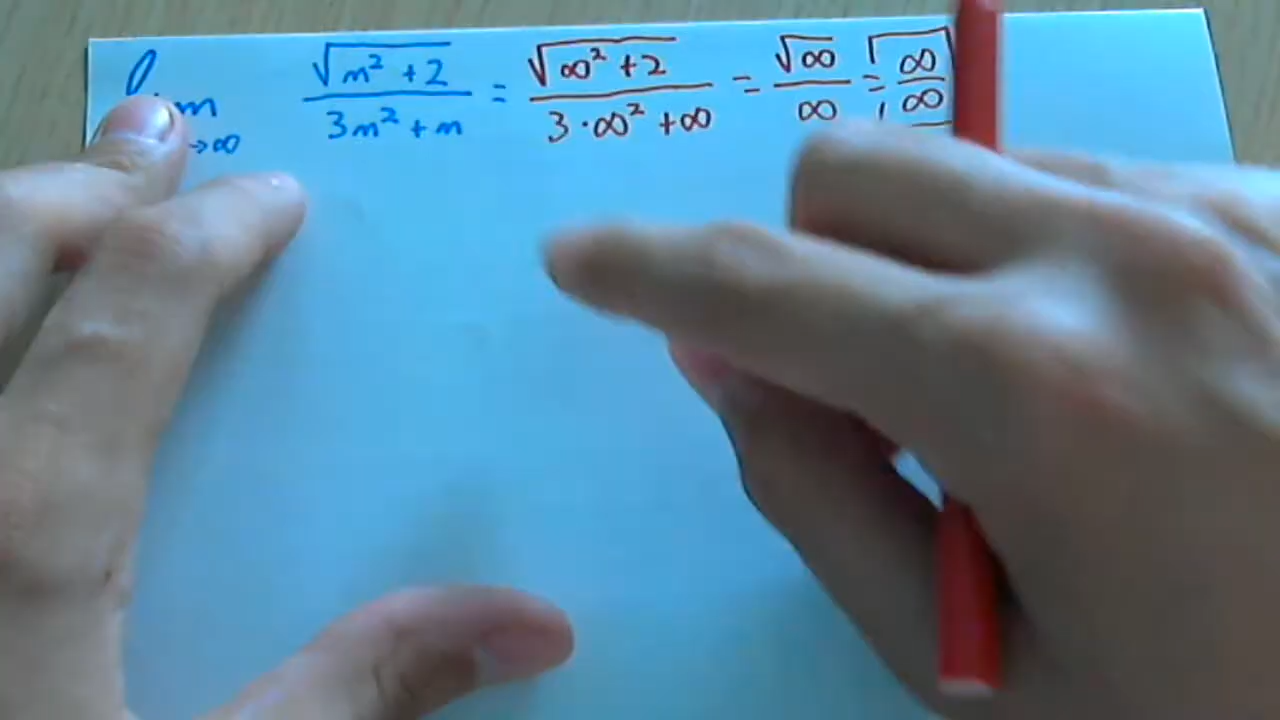 lim m→∞ √(m² + 2) / (3m² + m) = √(∞² + 2) / (3·∞² + ∞) = √∞ / ∞ = ∞ / ∞